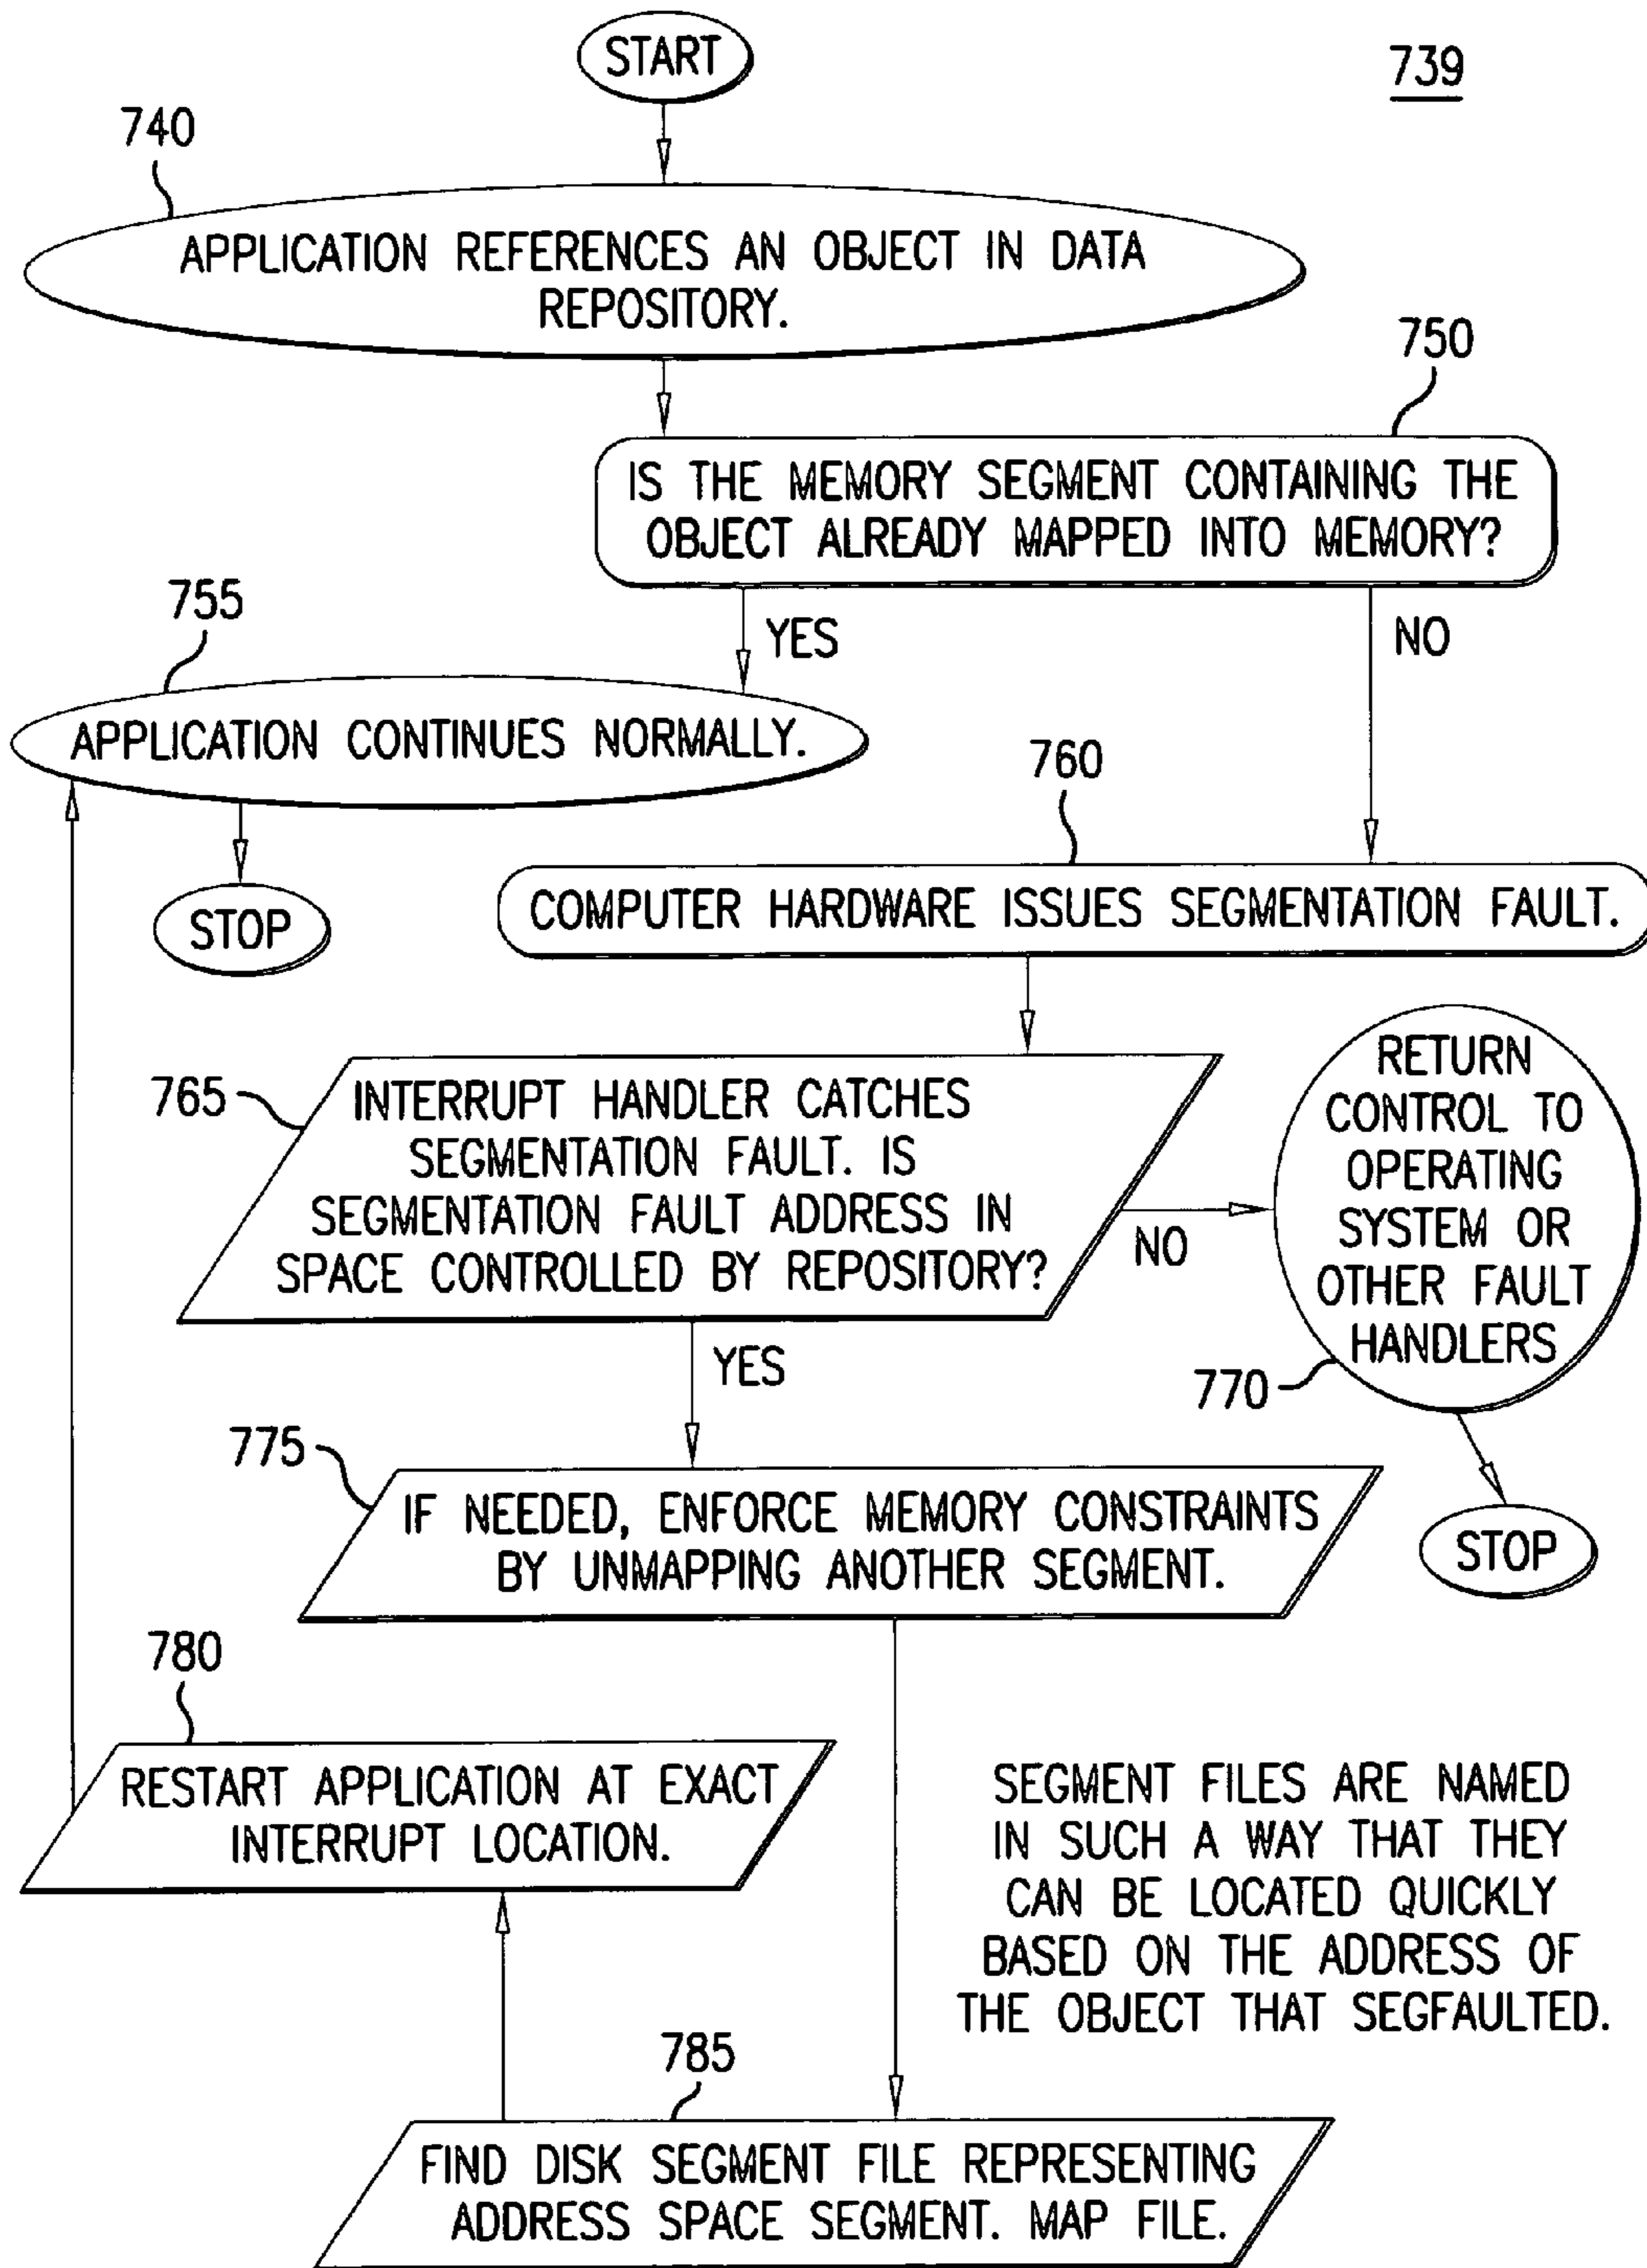 START
739
740
APPLICATION REFERENCES AN OBJECT IN DATA
REPOSITORY.
750
IS THE MEMORY SEGMENT CONTAINING THE
OBJECT ALREADY MAPPED INTO MEMORY?
755
YES
NO
APPLICATION CONTINUES NORMALLY.
760
STOP
COMPUTER HARDWARE ISSUES SEGMENTATION FAULT.
765
INTERRUPT HANDLER CATCHES
SEGMENTATION FAULT. IS
SEGMENTATION FAULT ADDRESS IN
SPACE CONTROLLED BY REPOSITORY?
NO
RETURN
CONTROL TO
OPERATING
SYSTEM OR
OTHER FAULT
HANDLERS
770
YES
STOP
775
IF NEEDED, ENFORCE MEMORY CONSTRAINTS
BY UNMAPPING ANOTHER SEGMENT.
780
RESTART APPLICATION AT EXACT
INTERRUPT LOCATION.
SEGMENT FILES ARE NAMED
IN SUCH A WAY THAT THEY
CAN BE LOCATED QUICKLY
BASED ON THE ADDRESS OF
THE OBJECT THAT SEGFAULTED.
785
FIND DISK SEGMENT FILE REPRESENTING
ADDRESS SPACE SEGMENT. MAP FILE.